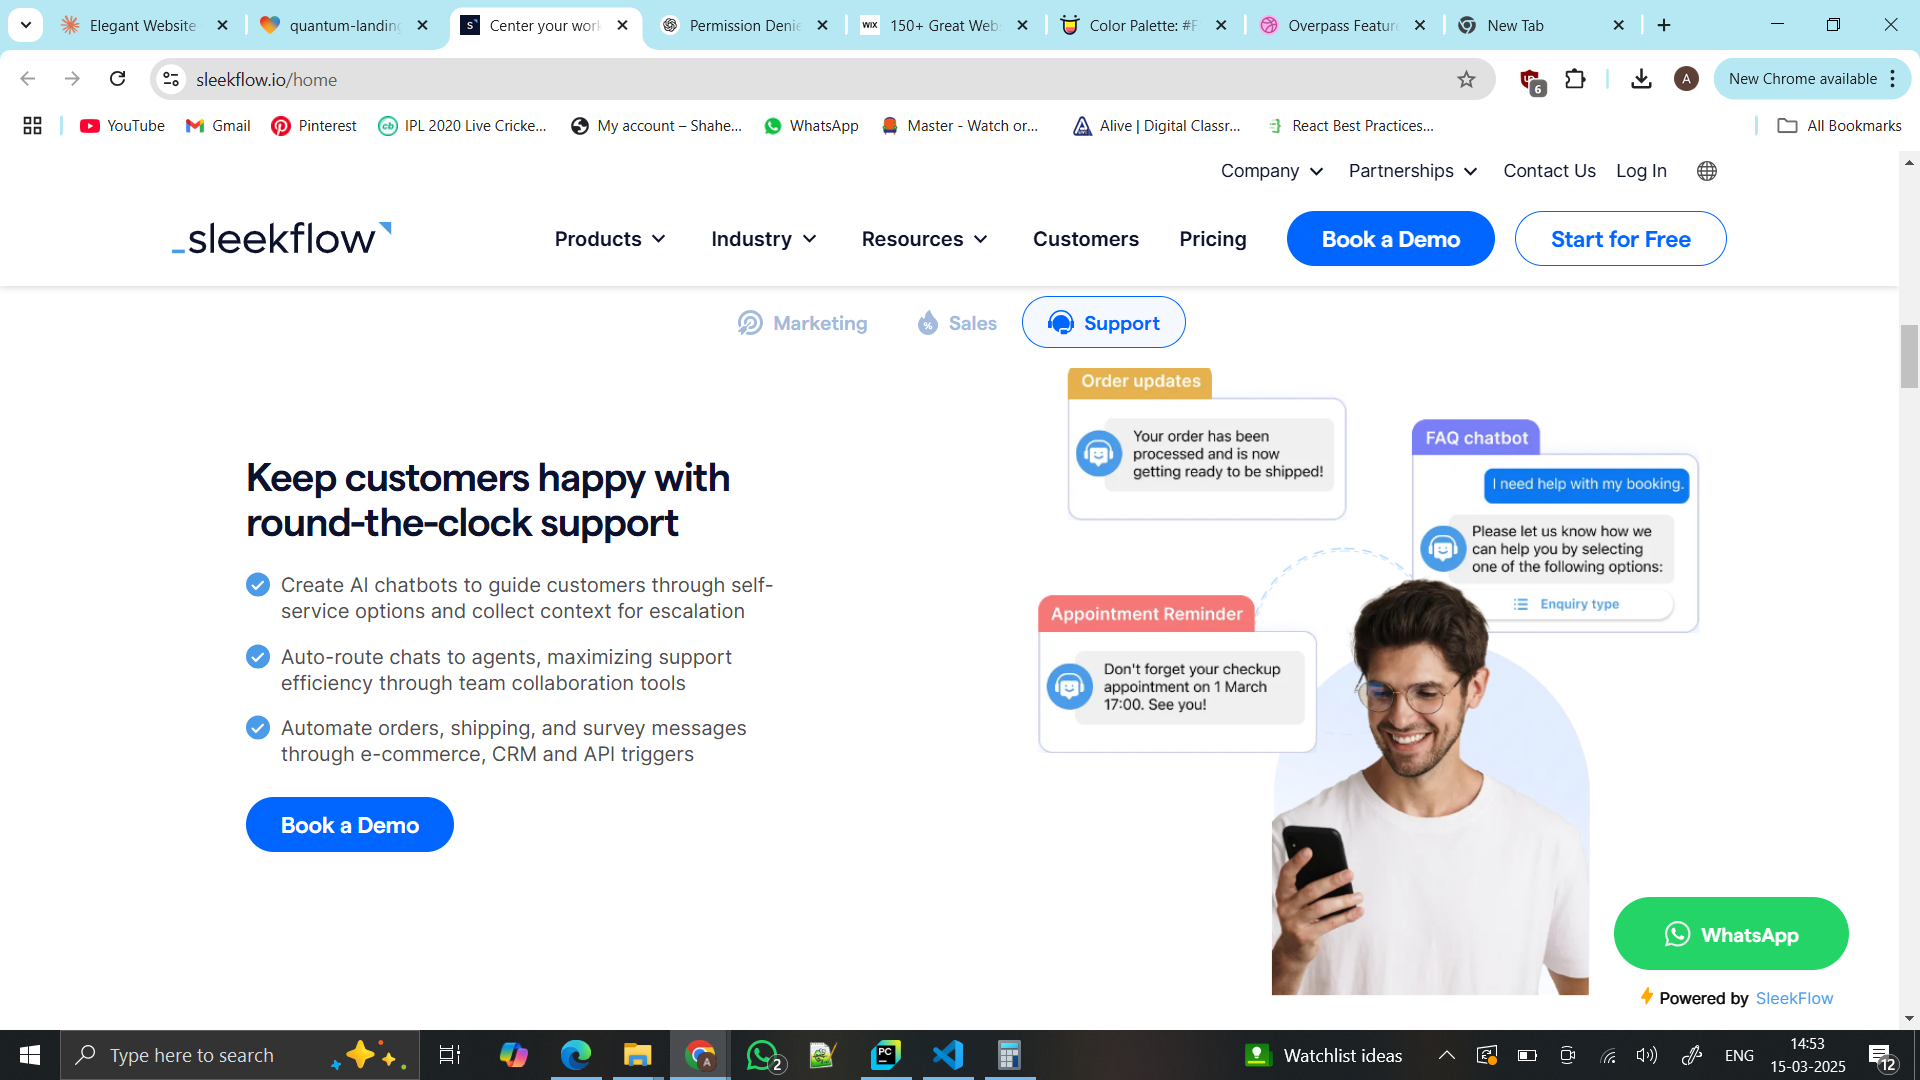 Elegant Website
quantum-landing
Center your work
Permission Denie
150+ Great Web
Color Palette: #F
Overpass Featur
New Tab
sleekflow.io/home
6
A
New Chrome available
YouTube
Gmail
Pinterest
IPL 2020 Live Cricke...
My account – Shahe...
WhatsApp
Master - Watch or...
Alive | Digital Classr...
React Best Practices...
All Bookmarks
Company
Partnerships
Contact Us
Log In
sleekflow
Products
Industry
Resources
Customers
Pricing
Book a Demo
Start for Free
Marketing
Sales
Support
Keep customers happy with
round-the-clock support
Create AI chatbots to guide customers through self-
service options and collect context for escalation
Auto-route chats to agents, maximizing support
efficiency through team collaboration tools
Automate orders, shipping, and survey messages
through e-commerce, CRM and API triggers
Book a Demo
Order updates
Your order has been
processed and is now
getting ready to be shipped!
FAQ chatbot
I need help with my booking.
Please let us know how we
can help you by selecting
one of the following options:
Enquiry type
Appointment Reminder
Don't forget your checkup
appointment on 1 March
17:00. See you!
WhatsApp
Powered by SleekFlow
Type here to search
2
Watchlist ideas
ENG
14:53
15-03-2025
12